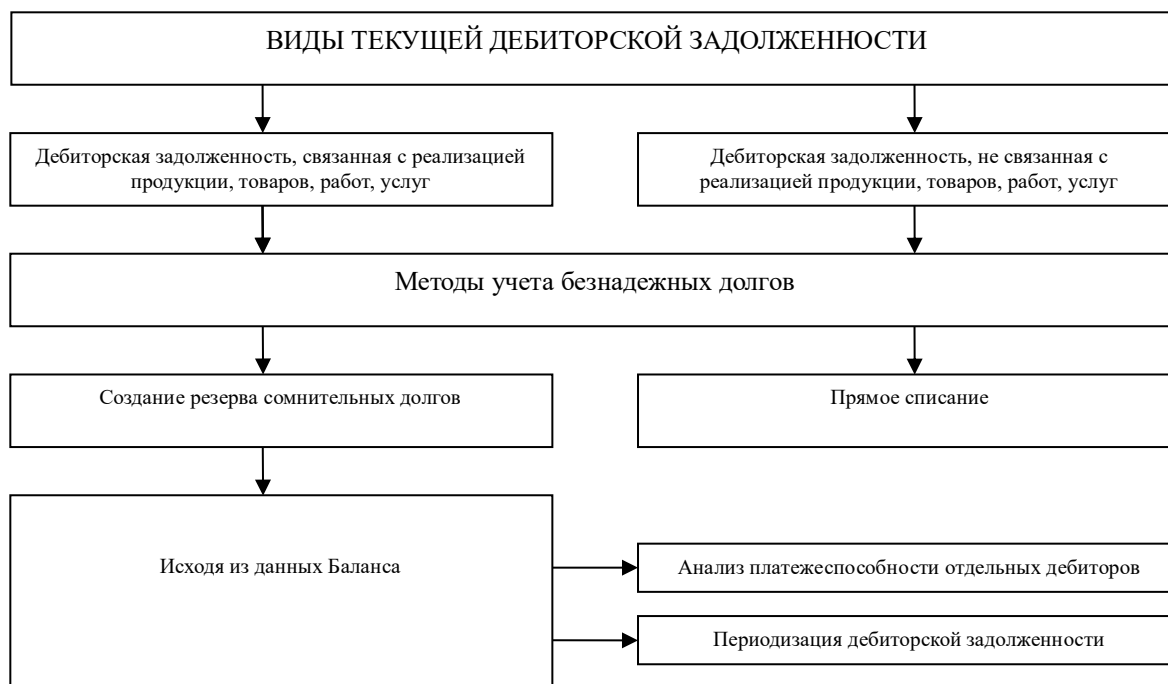 ВИДЫ ТЕКУЩЕЙ ДЕБИТОРСКОЙ ЗАДОЛЖЕННОСТИ
Дебиторская задолженность, связанная с реализацией
продукции, товаров, работ, услуг
Дебиторская задолженность, не связанная с
реализацией продукции, товаров, работ, услуг
Методы учета безнадежных долгов
Создание резерва сомнительных долгов
Прямое списание
Исходя из данных Баланса
Анализ платежеспособности отдельных дебиторов
Периодизация дебиторской задолженности